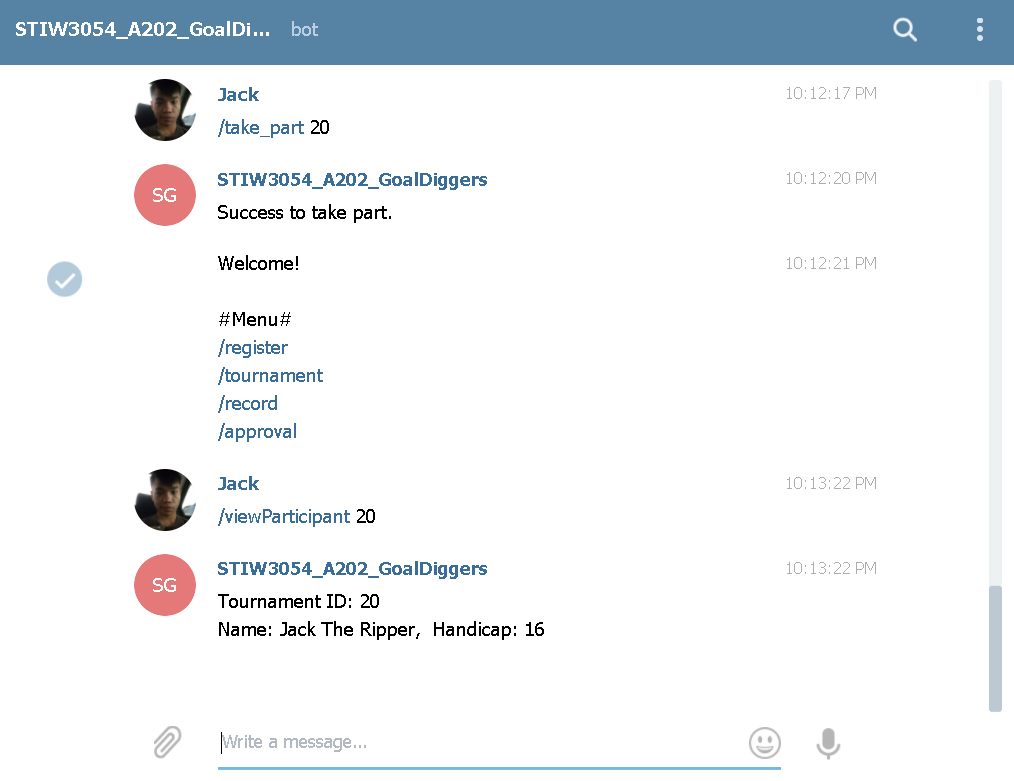 STIW3054_A202_GoalDi... bot
Jack 10:12:17 PM
/take_part 20
SG STIW3054_A202_GoalDiggers 10:12:20 PM
Success to take part.
Welcome! 10:12:21 PM
#Menu#
/register
/tournament
/record
/approval
Jack 10:13:22 PM
/viewParticipant 20
SG STIW3054_A202_GoalDiggers 10:13:22 PM
Tournament ID: 20
Name: Jack The Ripper,  Handicap: 16
Write a message...